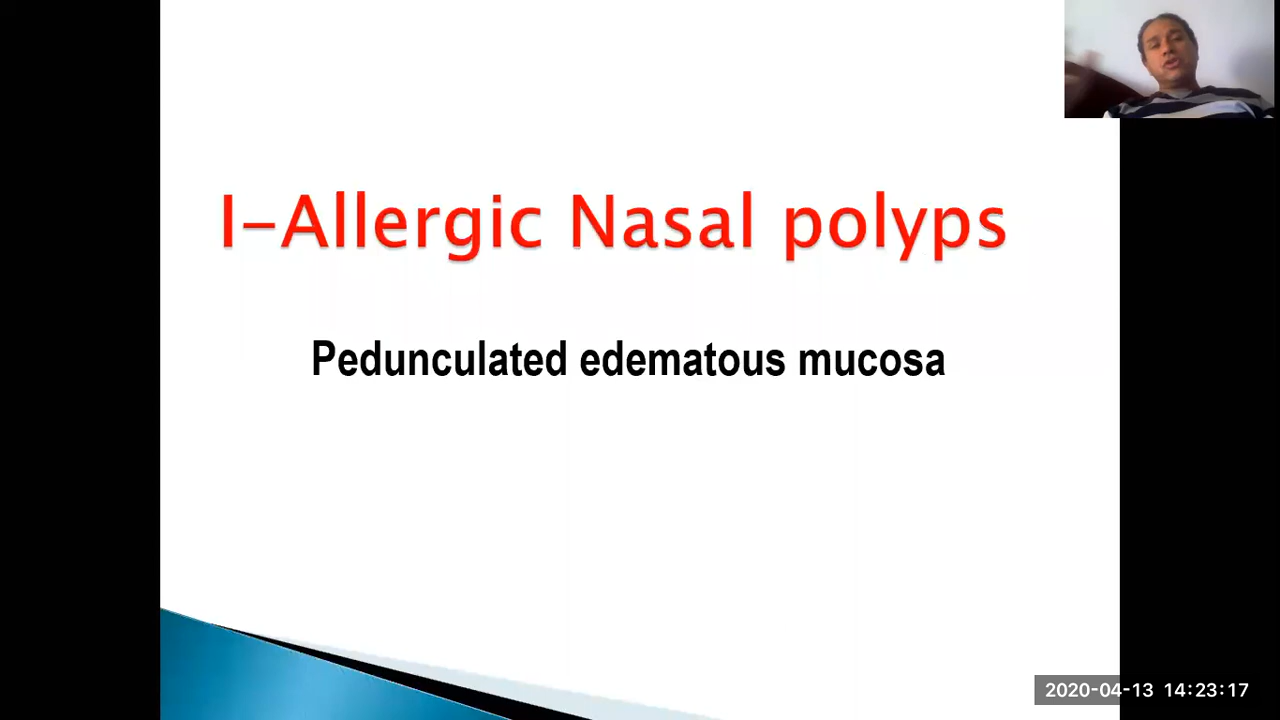 I-Allergic Nasal polyps
Pedunculated edematous mucosa
2020-04-13 14:23:17